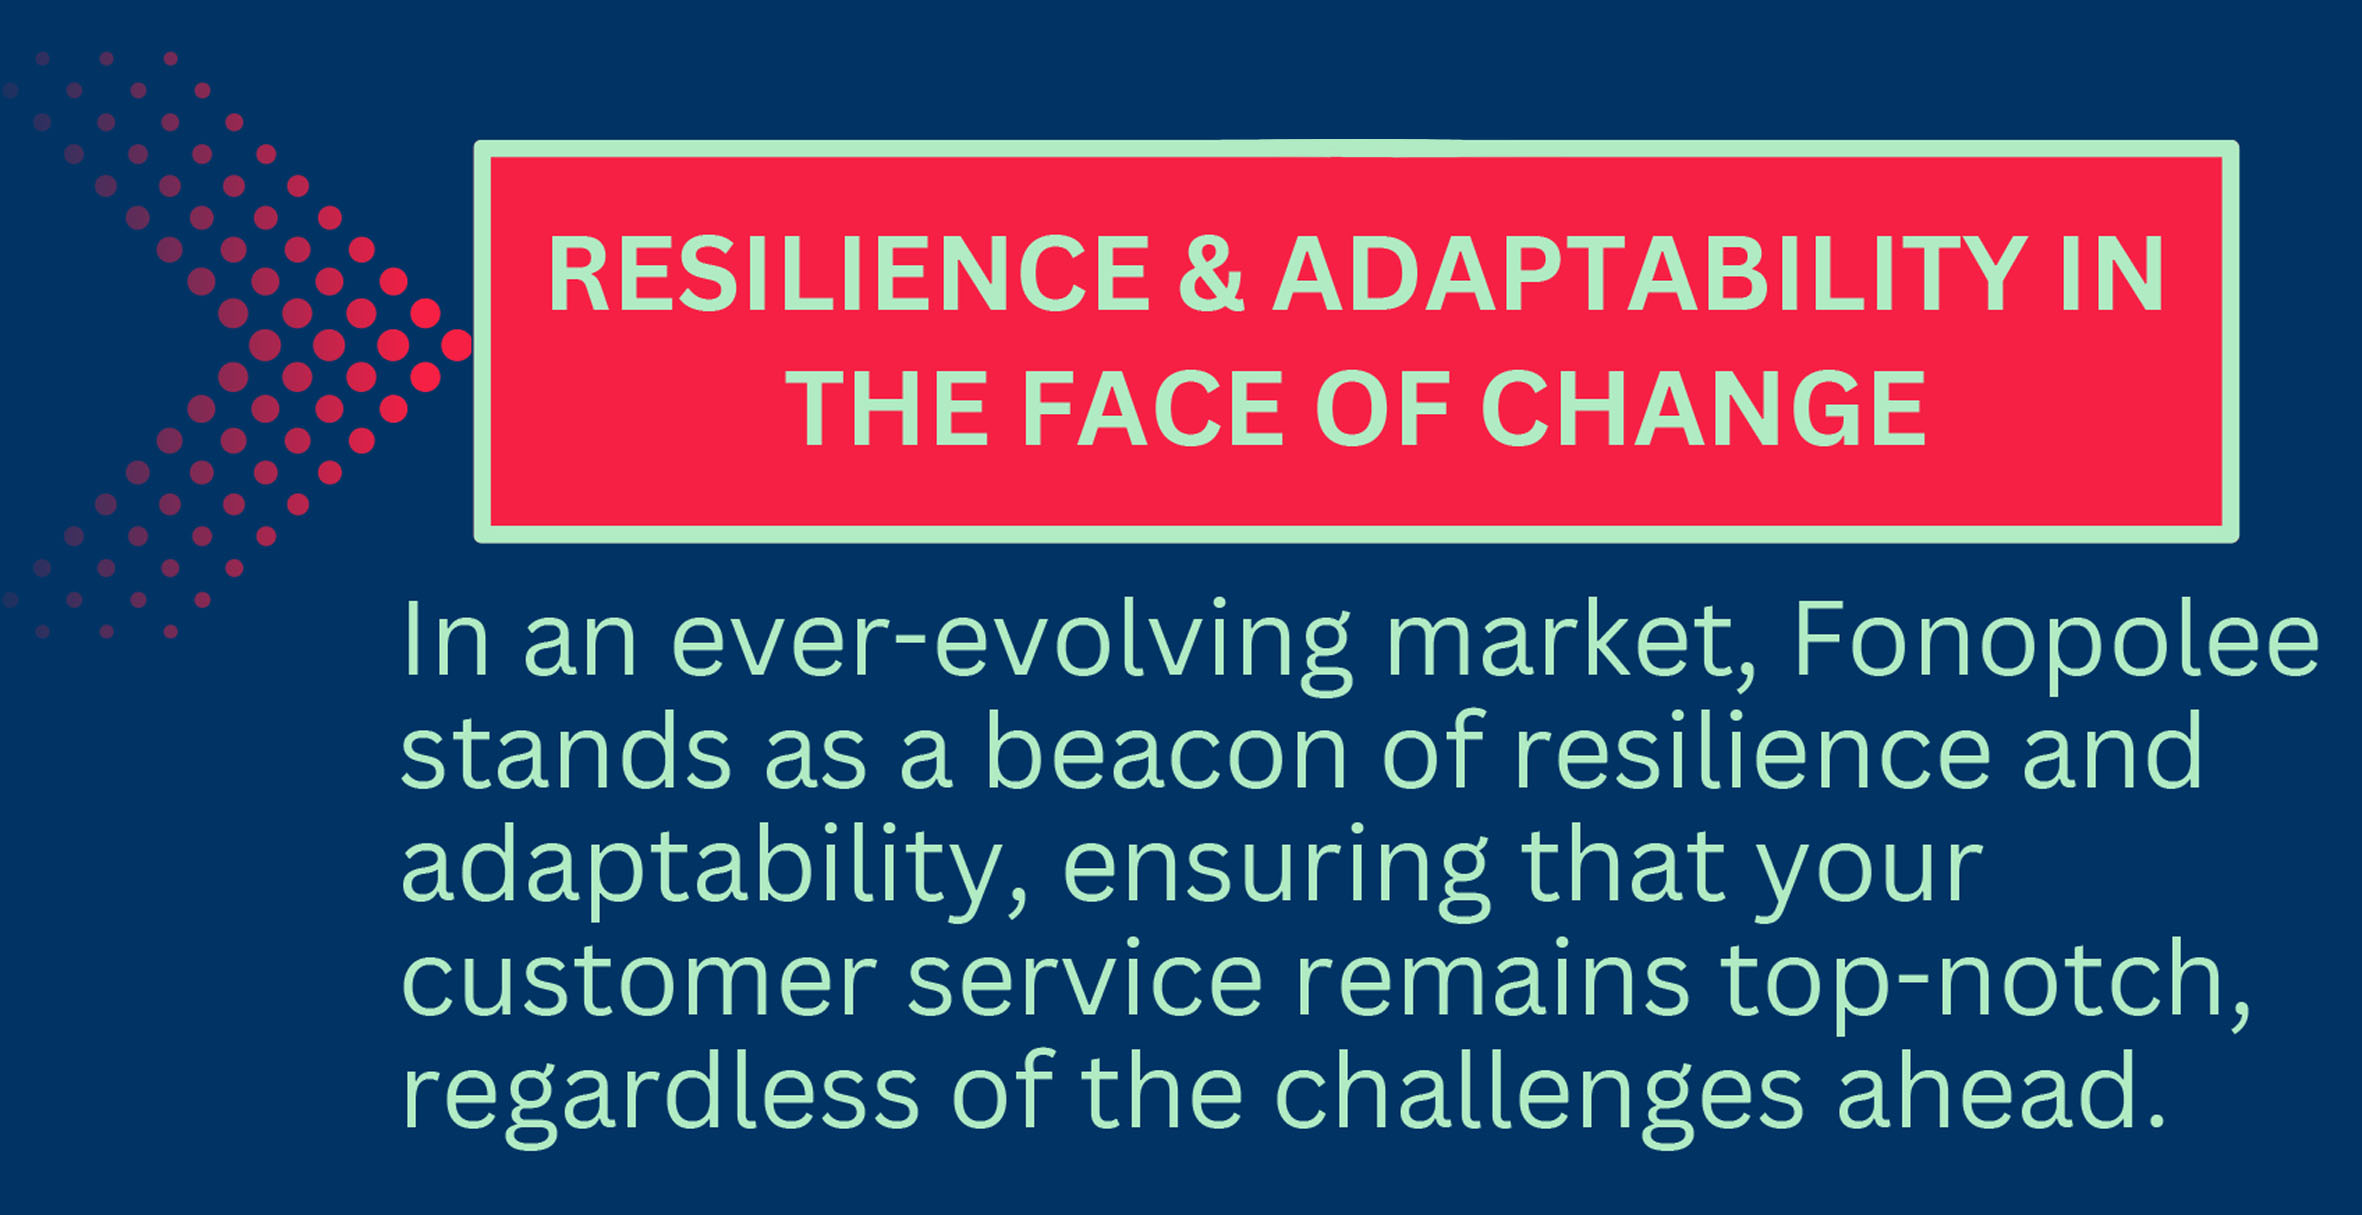 RESILIENCE & ADAPTABILITY IN
THE FACE OF CHANGE
In an ever-evolving market, Fonopolee
stands as a beacon of resilience and
adaptability, ensuring that your
customer service remains top-notch,
regardless of the challenges ahead.